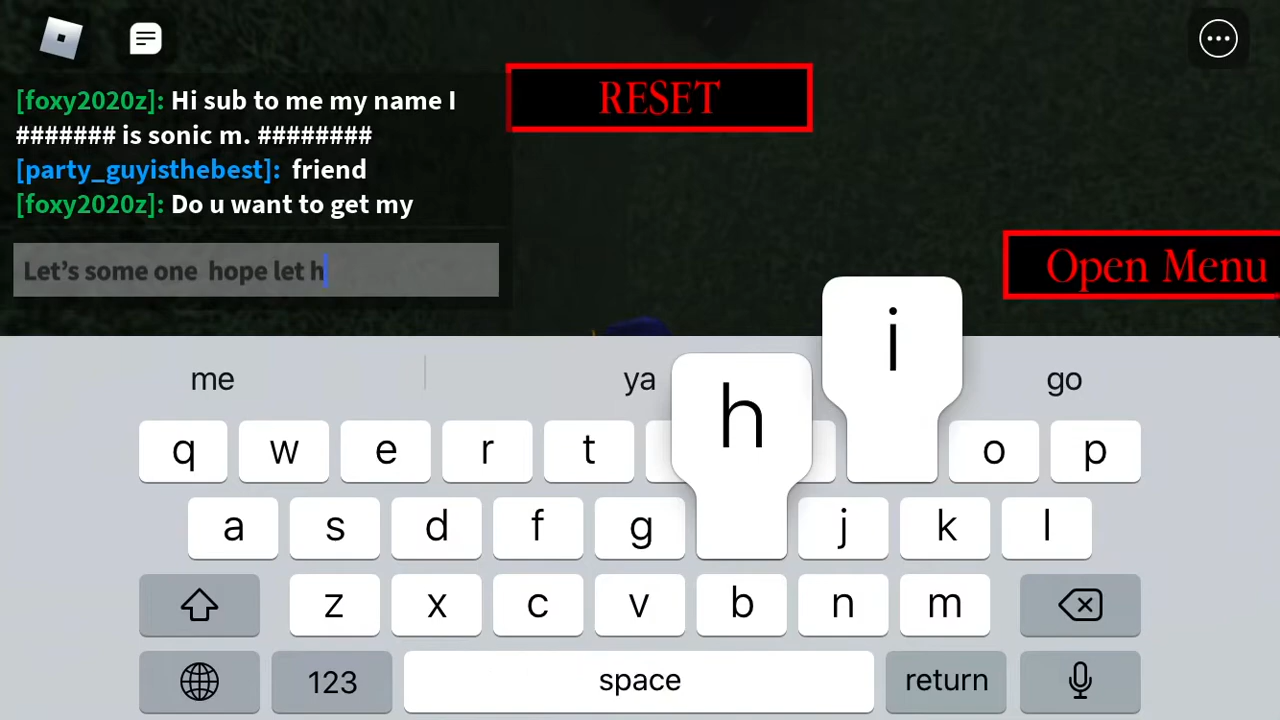 [foxy2020z]: Hi sub to me my name I
####### is sonic m. ########
[party_guyisthebest]: friend
[foxy2020z]: Do u want to get my
Let's some one  hope let h
RESET
Open Menu
me ya go
q w e r t i o p
a s d f g h j k l
z x c v b n m
123 space return